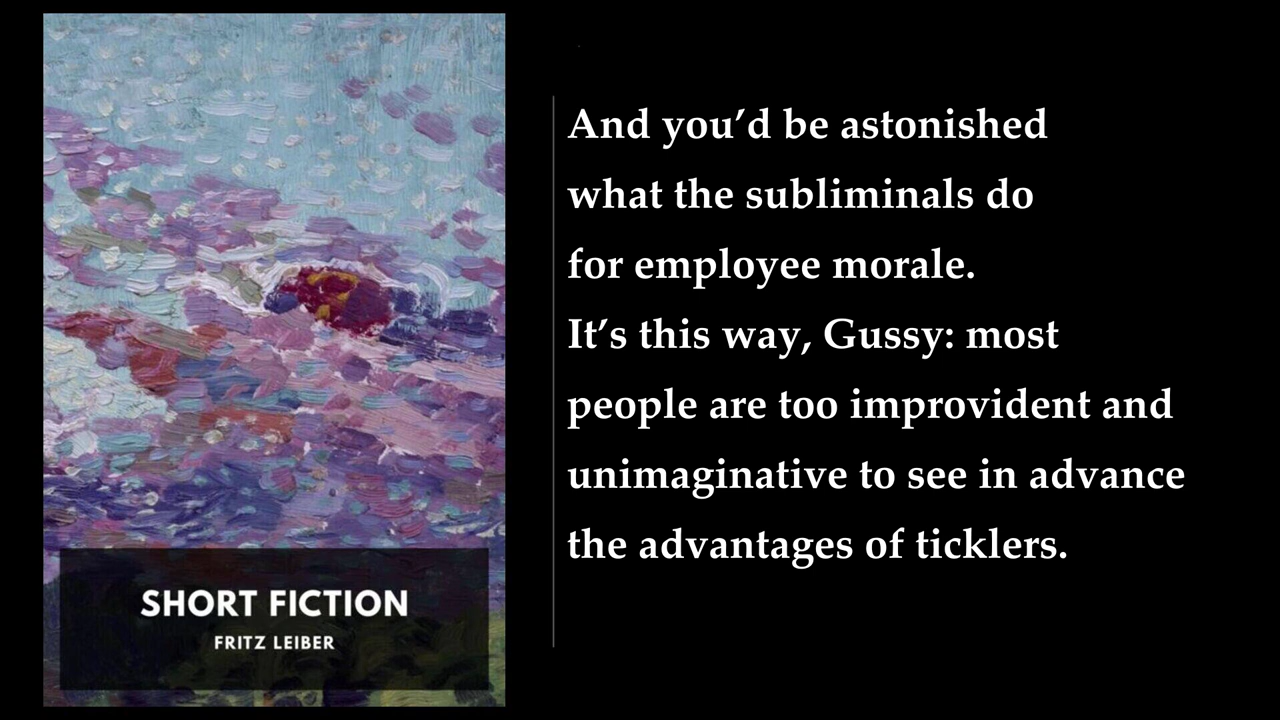 SHORT FICTION
FRITZ LEIBER
And you’d be astonished
what the subliminals do
for employee morale.
It’s this way, Gussy: most
people are too improvident and
unimaginative to see in advance
the advantages of ticklers.